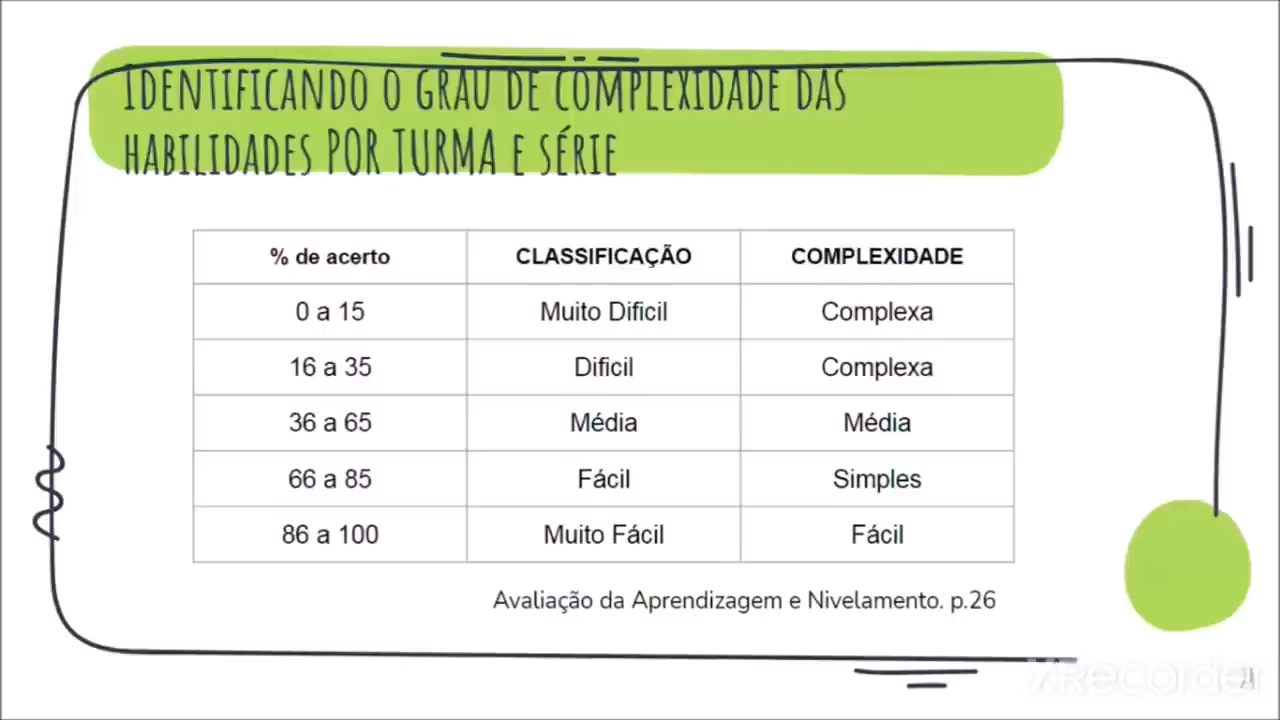 IDENTIFICANDO O GRAU DE COMPLEXIDADE DAS
HABILIDADES POR TURMA E SÉRIE
% de acerto CLASSIFICAÇÃO COMPLEXIDADE
0 a 15 Muito Dificil Complexa
16 a 35 Dificil Complexa
36 a 65 Média Média
66 a 85 Fácil Simples
86 a 100 Muito Fácil Fácil
Avaliação da Aprendizagem e Nivelamento. p.26
XRecorder